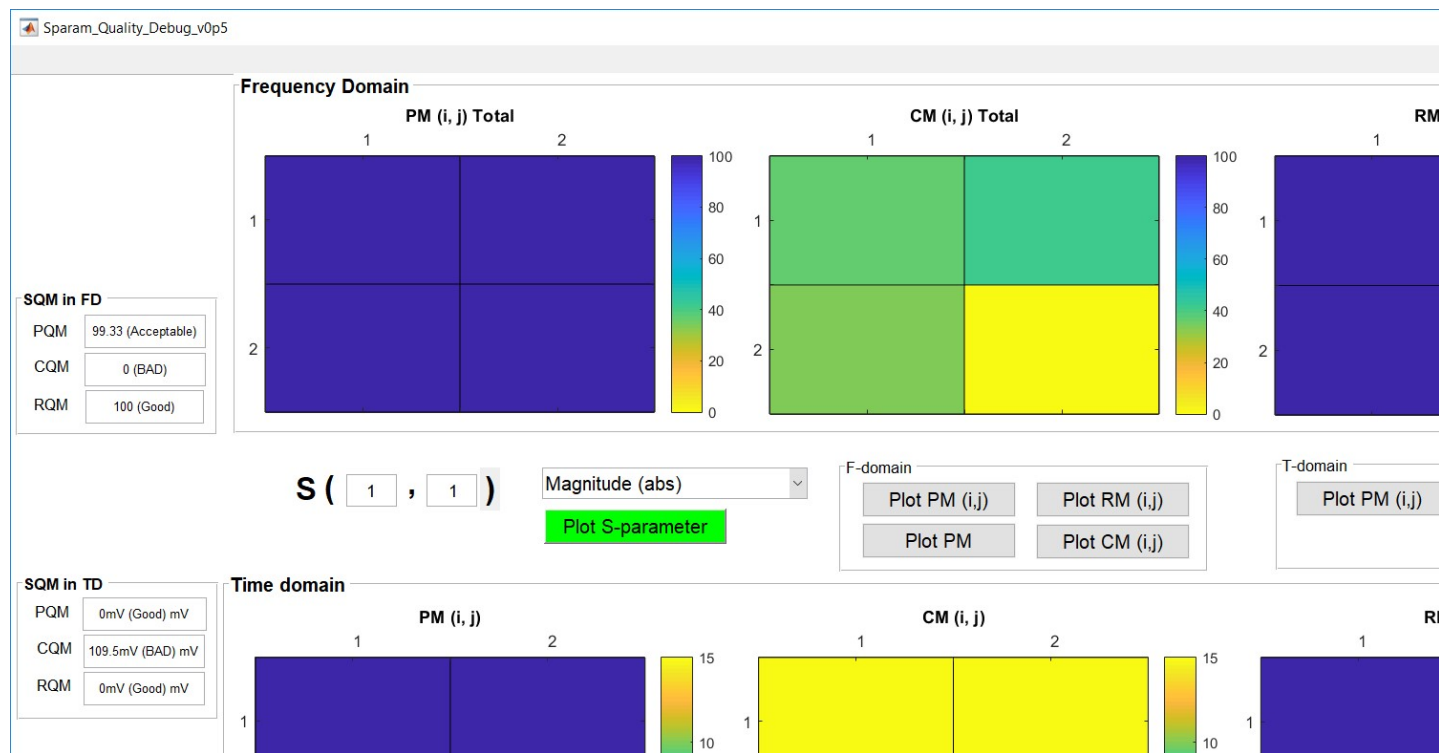 Sparam_Quality_Debug_v0p5
Frequency Domain
PM (i, j) Total
CM (i, j) Total
RM
1 2
1 2
1
1
2
100
80
60
40
20
0
1
2
100
80
60
40
20
0
1
2
SQM in FD
PQM 99.33 (Acceptable)
CQM 0 (BAD)
RQM 100 (Good)
S ( 1 , 1 )
Magnitude (abs)
Plot S-parameter
F-domain
Plot PM (i,j) Plot RM (i,j)
Plot PM Plot CM (i,j)
T-domain
Plot PM (i,j)
SQM in TD
PQM 0mV (Good) mV
CQM 109.5mV (BAD) mV
RQM 0mV (Good) mV
Time domain
PM (i, j)
CM (i, j)
1 2
1 2
1
1
15
10
1
15
10
1